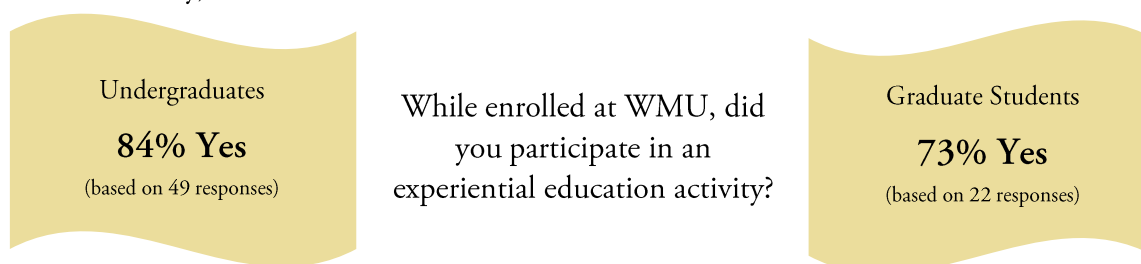 Undergraduates
84% Yes
(based on 49 responses)
While enrolled at WMU, did
you participate in an
experiential education activity?
Graduate Students
73% Yes
(based on 22 responses)